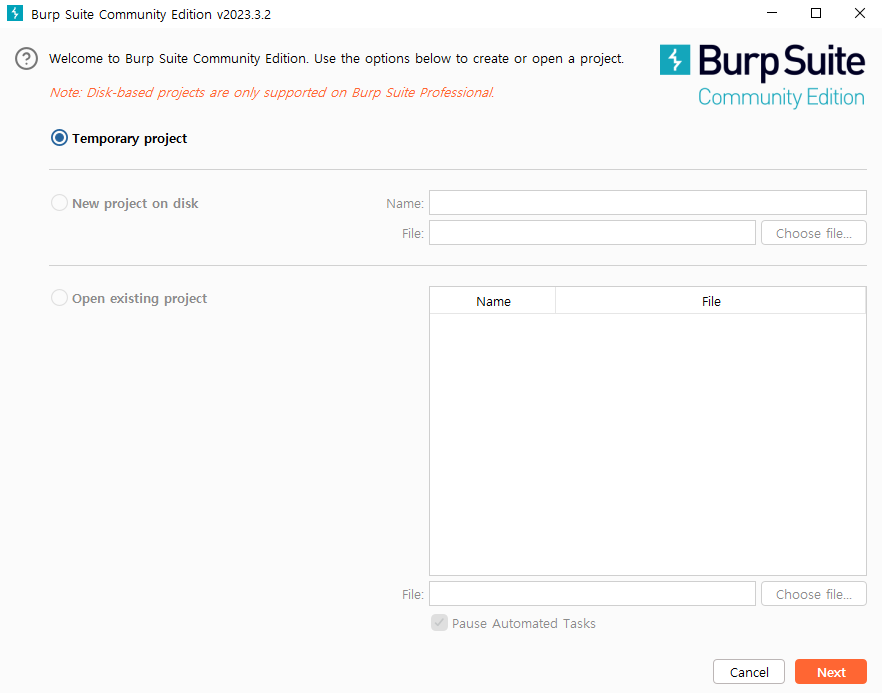 Burp Suite Community Edition v2023.3.2
Welcome to Burp Suite Community Edition. Use the options below to create or open a project.
BurpSuite
Community Edition
Note: Disk-based projects are only supported on Burp Suite Professional.
Temporary project
New project on disk
Name:
File:
Choose file...
Open existing project
Name File
File:
Choose file...
Pause Automated Tasks
Cancel
Next